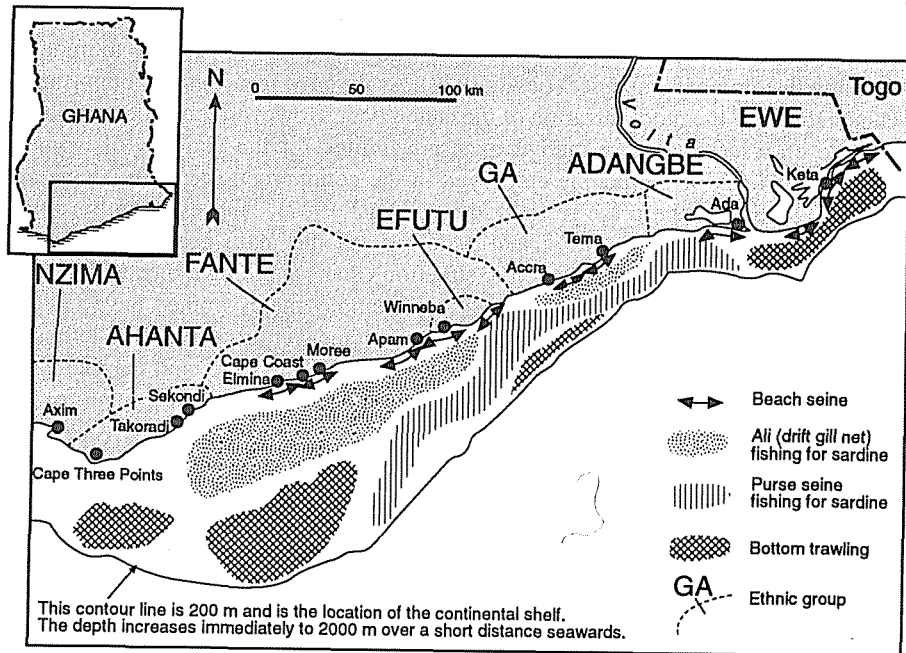 GHANA
N
0 50 100 km
Togo
Volta
EWE
ADANGBE
Keta
GA
Ada
EFUTU
Tema
FANTE
Accra
NZIMA
Winneba
AHANTA
Apam
Moree
Cape Coast
Elmina
Sekondi
Axim
Takoradi
Cape Three Points
Beach seine
Ali (drift gill net)
fishing for sardine
Purse seine
fishing for sardine
Bottom trawling
GA
Ethnic group
This contour line is 200 m and is the location of the continental shelf.
The depth increases immediately to 2000 m over a short distance seawards.